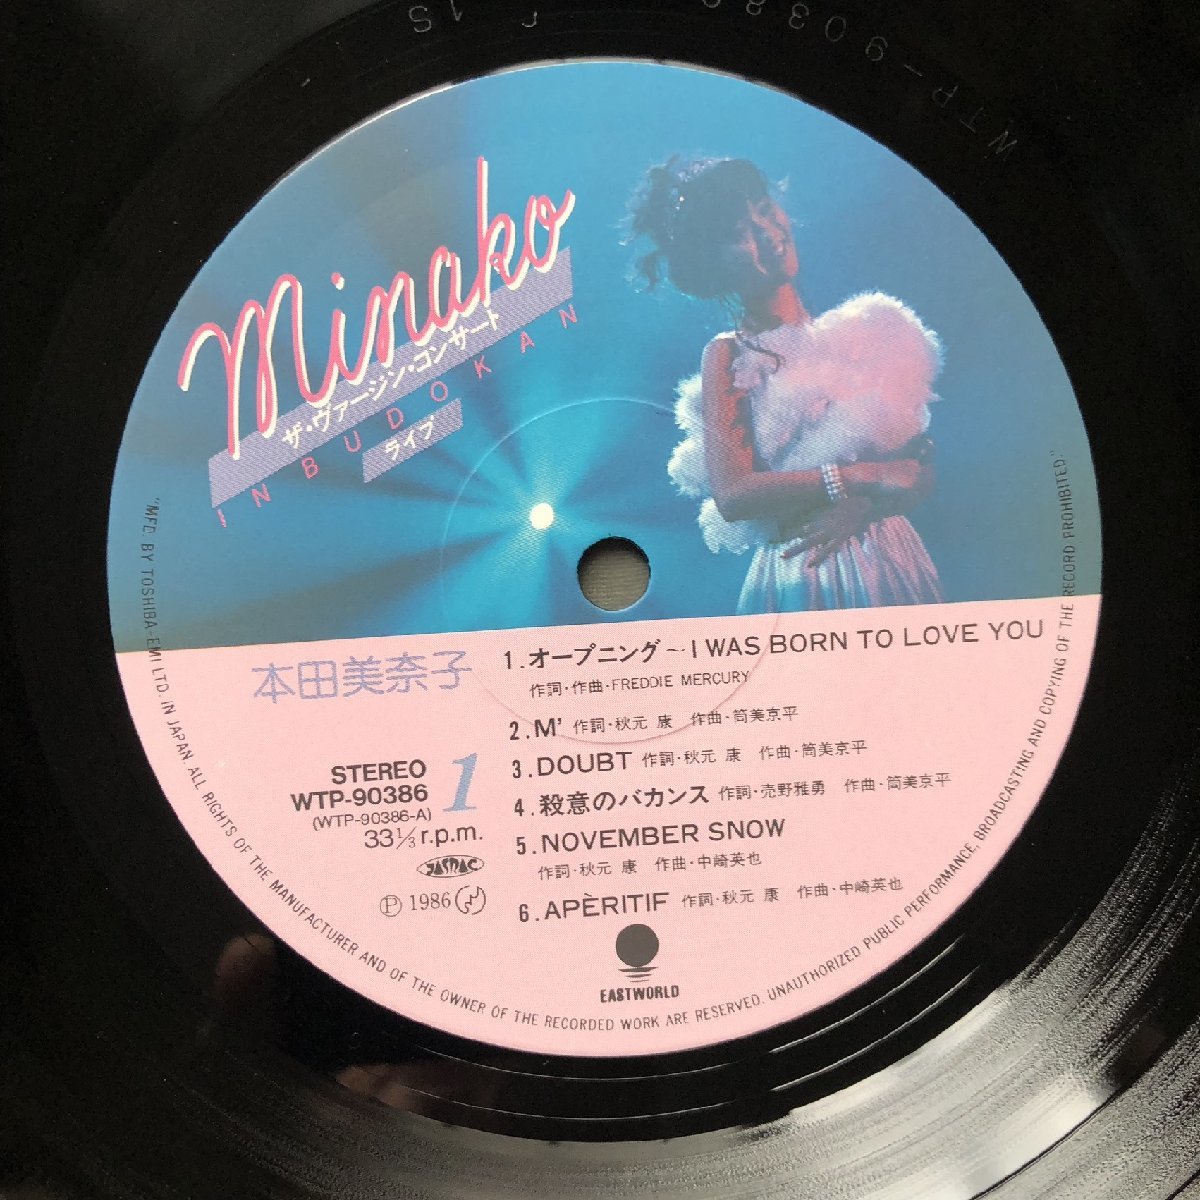 WTP-9038
1S
Minako
ザ・ヴァージン・コンサート
IN BUDOKAN
ライブ
本田美奈子
STEREO
WTP-90386
(WTP-90386-A)
33⅓ r.p.m.
1
JASRAC
Ⓟ 1986
1.オープニング～I WAS BORN TO LOVE YOU
作詞・作曲・FREDDIE MERCURY
2.M' 作詞・秋元 康 作曲・筒美京平
3.DOUBT 作詞・秋元 康 作曲・筒美京平
4.殺意のバカンス 作詞・売野雅勇 作曲・筒美京平
5.NOVEMBER SNOW
作詞・秋元 康 作曲・中崎英也
6.APÈRITIF 作詞・秋元 康 作曲・中崎英也
EASTWORLD
"MFD. BY TOSHIBA-EMI LTD. IN JAPAN. ALL RIGHTS OF THE MANUFACTURER AND OF THE OWNER OF THE RECORDED WORK ARE RESERVED. UNAUTHORIZED PUBLIC PERFORMANCE, BROADCASTING AND COPYING OF THE RECORD PROHIBITED."